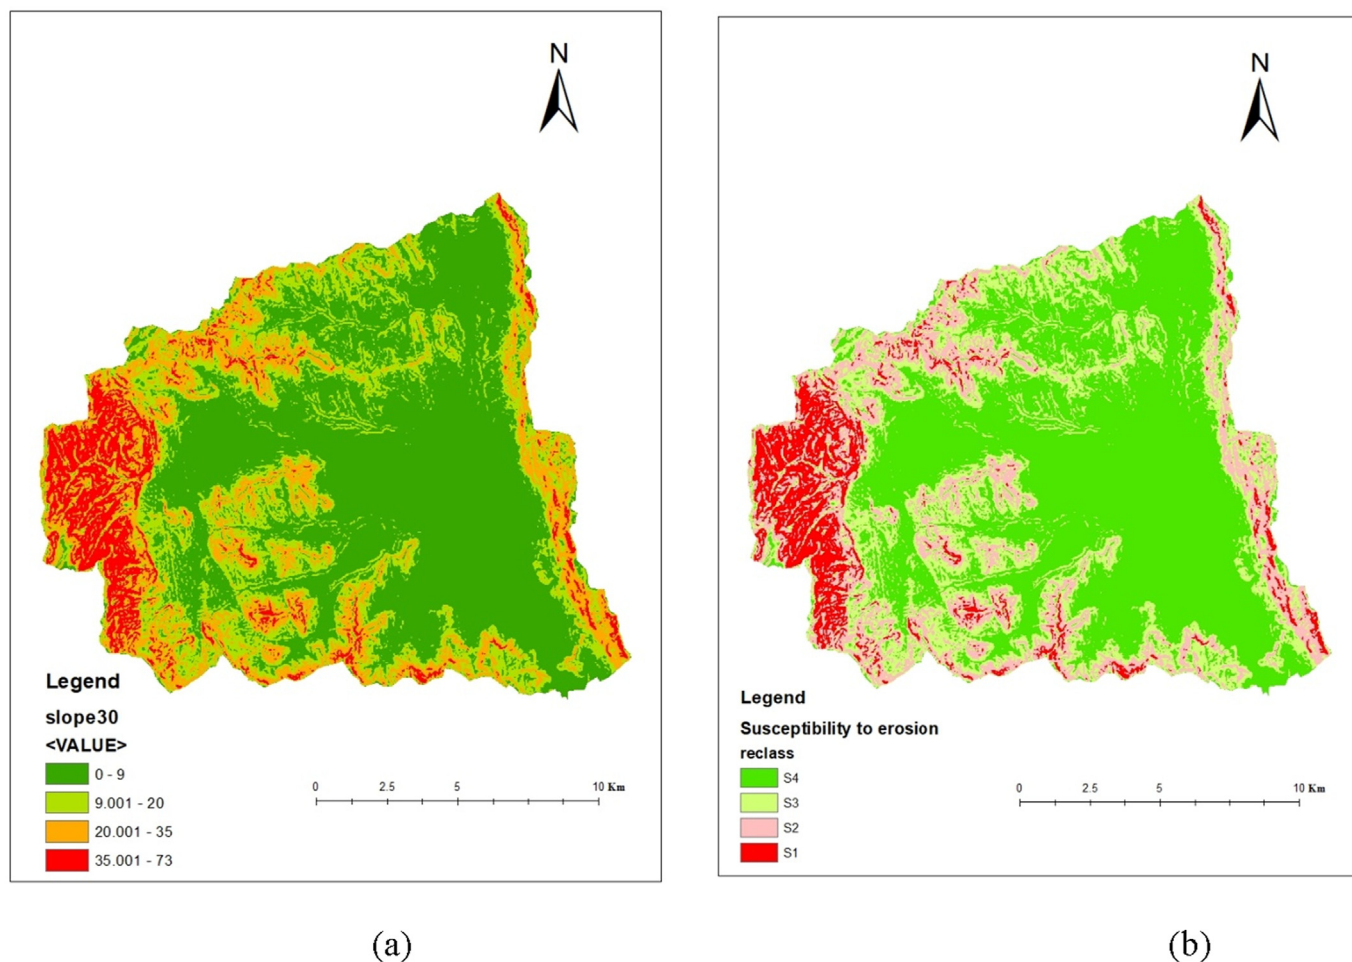 N
Legend
slope30
<VALUE>
0 - 9
9.001 - 20
20.001 - 35
35.001 - 73
0 2.5 5 10 Km
(a)
N
Legend
Susceptibility to erosion
reclass
S4
S3
S2
S1
0 2.5 5 10 Km
(b)